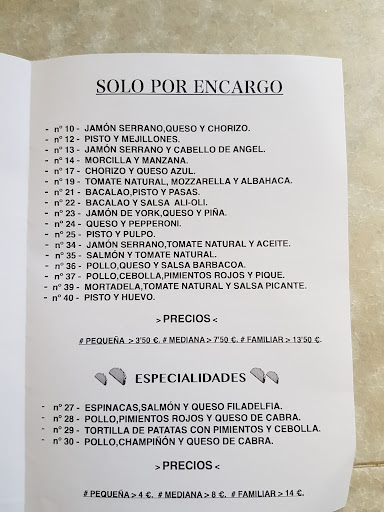 SOLO POR ENCARGO
- nº 10 - JAMÓN SERRANO,QUESO Y CHORIZO.
- nº 12 - PISTO Y MEJILLONES.
- nº 13 - JAMÓN SERRANO Y CABELLO DE ANGEL.
- nº 14 - MORCILLA Y MANZANA.
- nº 17 - CHORIZO Y QUESO AZUL.
- nº 19 - TOMATE NATURAL, MOZZARELLA Y ALBAHACA.
- nº 21 - BACALAO,PISTO Y PASAS.
- nº 22 - BACALAO Y SALSA ALI-OLI.
- nº 23 - JAMÓN DE YORK,QUESO Y PIÑA.
- nº 24 - QUESO Y PEPPERONI.
- nº 25 - PISTO Y PULPO.
- nº 34 - JAMÓN SERRANO,TOMATE NATURAL Y ACEITE.
- nº 35 - SALMÓN Y TOMATE NATURAL.
- nº 36 - POLLO,QUESO Y SALSA BARBACOA.
- nº 37 - POLLO,CEBOLLA,PIMIENTOS ROJOS Y PIQUE.
- nº 39 - MORTADELA,TOMATE NATURAL Y SALSA PICANTE.
- nº 40 - PISTO Y HUEVO.
> PRECIOS <
# PEQUEÑA > 3'50 €. # MEDIANA > 7'50 €. # FAMILIAR > 13'50 €.
ESPECIALIDADES
- nº 27 - ESPINACAS,SALMÓN Y QUESO FILADELFIA.
- nº 28 - POLLO,PIMIENTOS ROJOS Y QUESO DE CABRA.
- nº 29 - TORTILLA DE PATATAS CON PIMIENTOS Y CEBOLLA.
- nº 30 - POLLO,CHAMPIÑÓN Y QUESO DE CABRA.
> PRECIOS <
# PEQUEÑA > 4 €. # MEDIANA > 8 €. # FAMILIAR > 14 €.